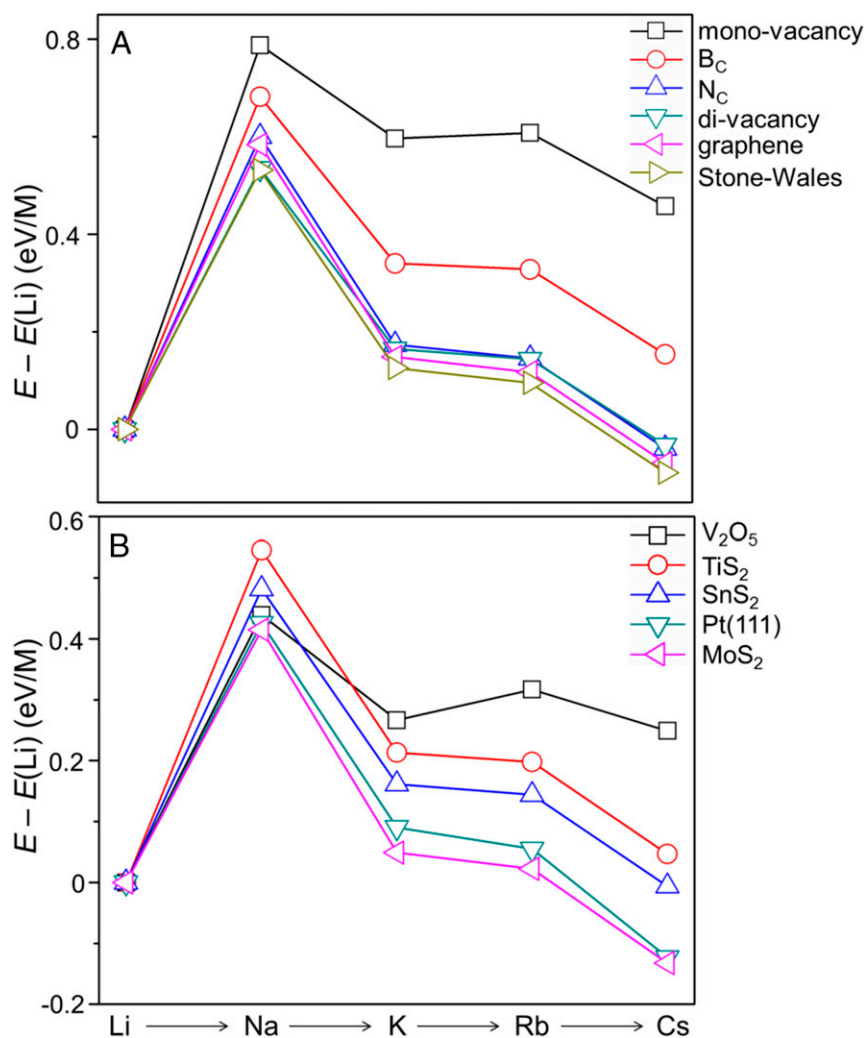 A
mono-vacancy
B_C
N_C
di-vacancy
graphene
Stone-Wales
0.8
0.4
0
E – E(Li) (eV/M)
B
V₂O₅
TiS₂
SnS₂
Pt(111)
MoS₂
0.6
0.4
0.2
0
-0.2
E – E(Li) (eV/M)
Li → Na → K → Rb → Cs